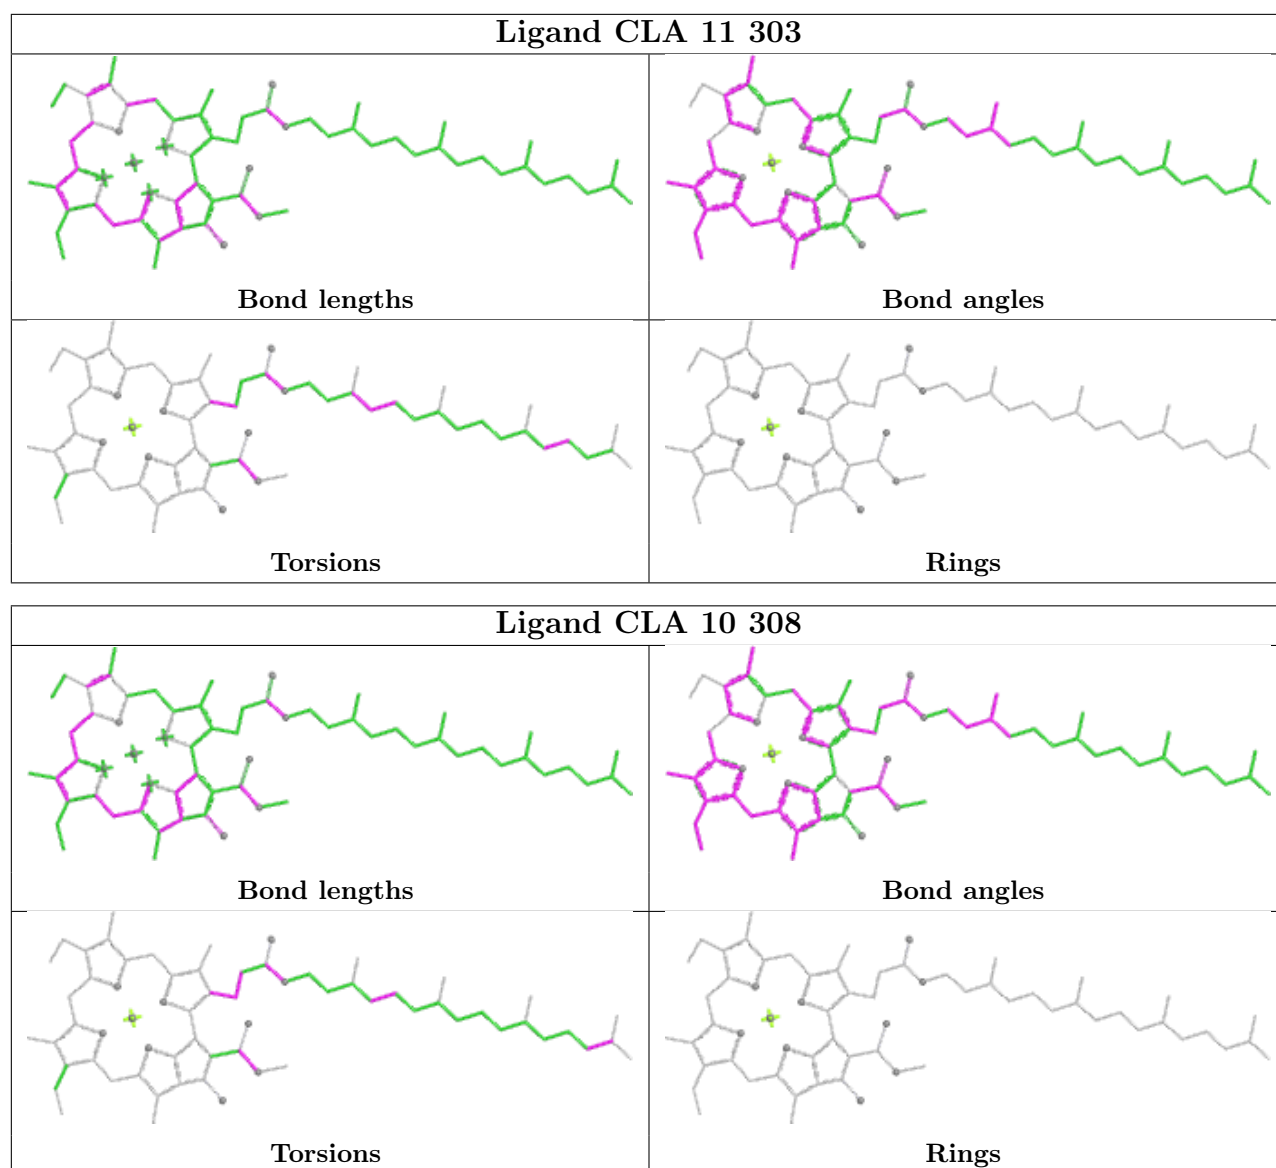 Ligand CLA 11 303
Bond lengths
Bond angles
Torsions
Rings
Ligand CLA 10 308
Bond lengths
Bond angles
Torsions
Rings